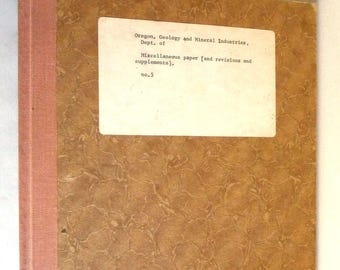 Oregon, Geology and Mineral Industries,
Dept. of
Miscellaneous paper [and revisions and
supplements],
no.5